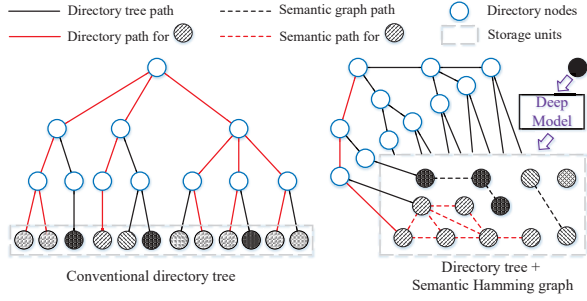 Directory tree path
Semantic graph path
Directory nodes
Directory path for
Semantic path for
Storage units
Deep
Model
Conventional directory tree
Directory tree +
Semantic Hamming graph